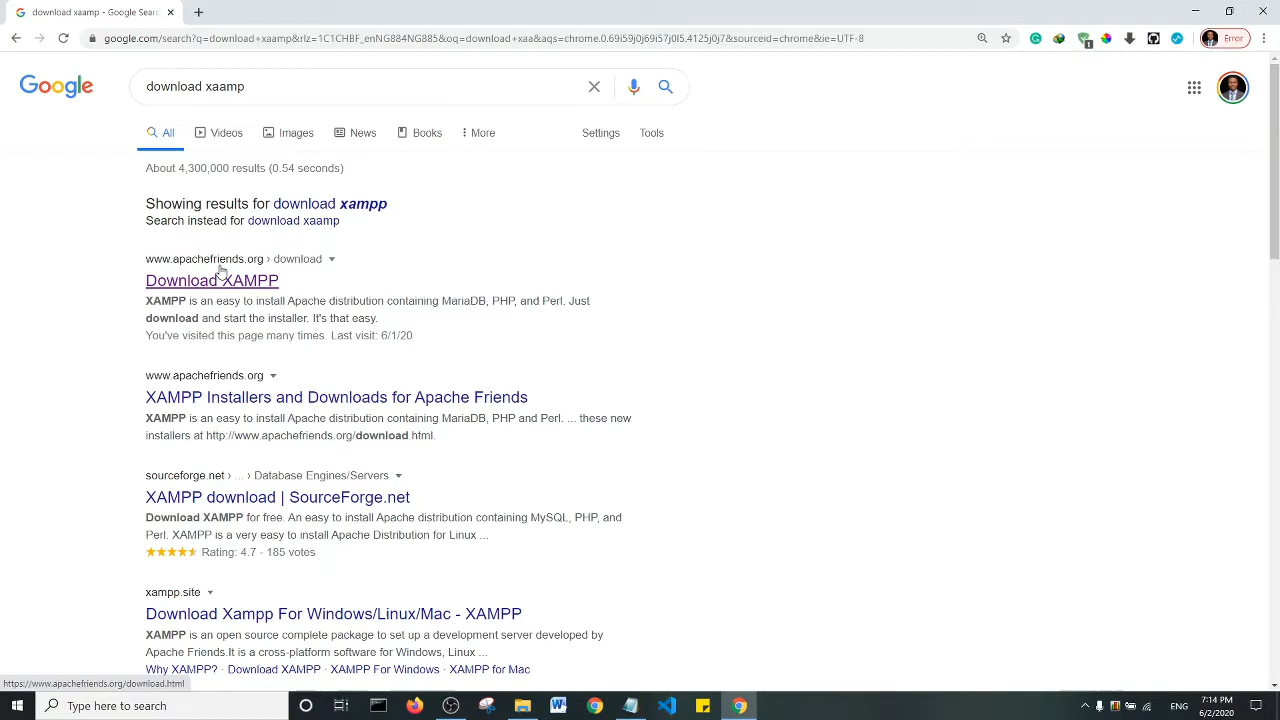 download xaamp - Google Searc
google.com/search?q=download+xaamp&rlz=1C1CHBF_enNG884NG885&oq=download+xaa&aqs=chrome.0.69i59j0j69i57j0l5.4125j0j7&sourceid=chrome&ie=UTF-8
1
Error
Google
download xaamp
All
Videos
Images
News
Books
More
Settings
Tools
About 4,300,000 results (0.54 seconds)
Showing results for download xampp
Search instead for download xaamp
www.apachefriends.org › download
Download XAMPP
XAMPP is an easy to install Apache distribution containing MariaDB, PHP, and Perl. Just
download and start the installer. It's that easy.
You've visited this page many times. Last visit: 6/1/20
www.apachefriends.org
XAMPP Installers and Downloads for Apache Friends
XAMPP is an easy to install Apache distribution containing MariaDB, PHP and Perl. ... these new
installers at http://www.apachefriends.org/download.html.
sourceforge.net › ... › Database Engines/Servers
XAMPP download | SourceForge.net
Download XAMPP for free. An easy to install Apache distribution containing MySQL, PHP, and
Perl. XAMPP is a very easy to install Apache Distribution for Linux ...
Rating: 4.7 - 185 votes
xampp.site
Download Xampp For Windows/Linux/Mac - XAMPP
XAMPP is an open source complete package to set up a development server developed by
Apache Friends.It is a cross-platform software for Windows, Linux ...
Why XAMPP? · Download XAMPP · XAMPP For Windows · XAMPP for Mac
https://www.apachefriends.org/download.html
Type here to search
ENG
7:14 PM
6/2/2020